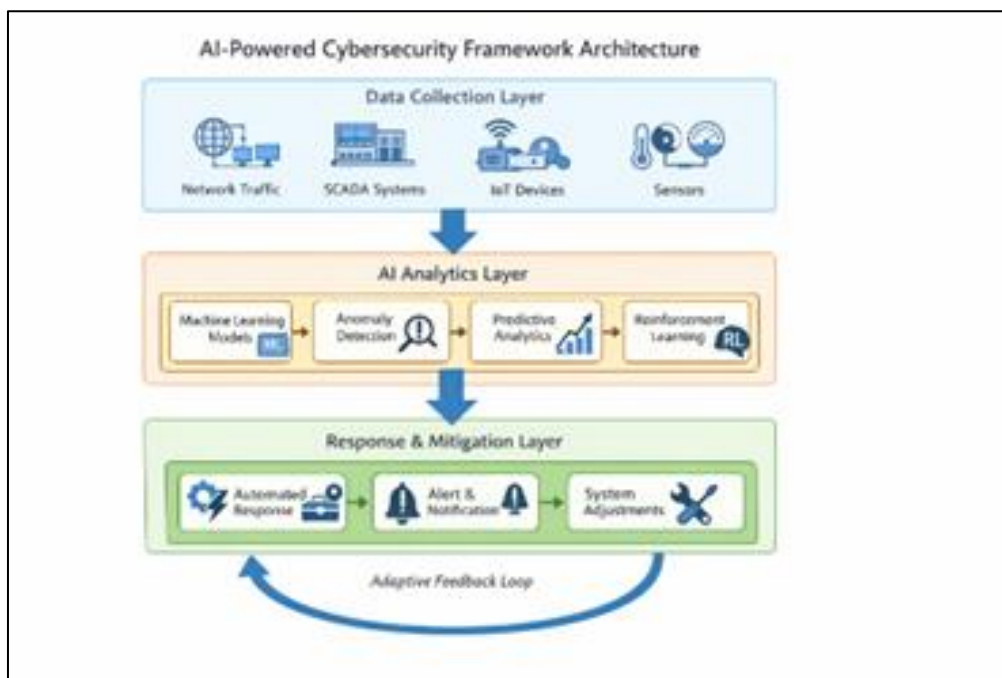 AI-Powered Cybersecurity Framework Architecture
Data Collection Layer
Network Traffic
SCADA Systems
IoT Devices
Sensors
AI Analytics Layer
Machine Learning
Models
Anomaly
Detection
Predictive
Analytics
Reinforcement
Learning
RL
Response & Mitigation Layer
Automated
Response
Alert &
Notification
System
Adjustments
Adaptive Feedback Loop